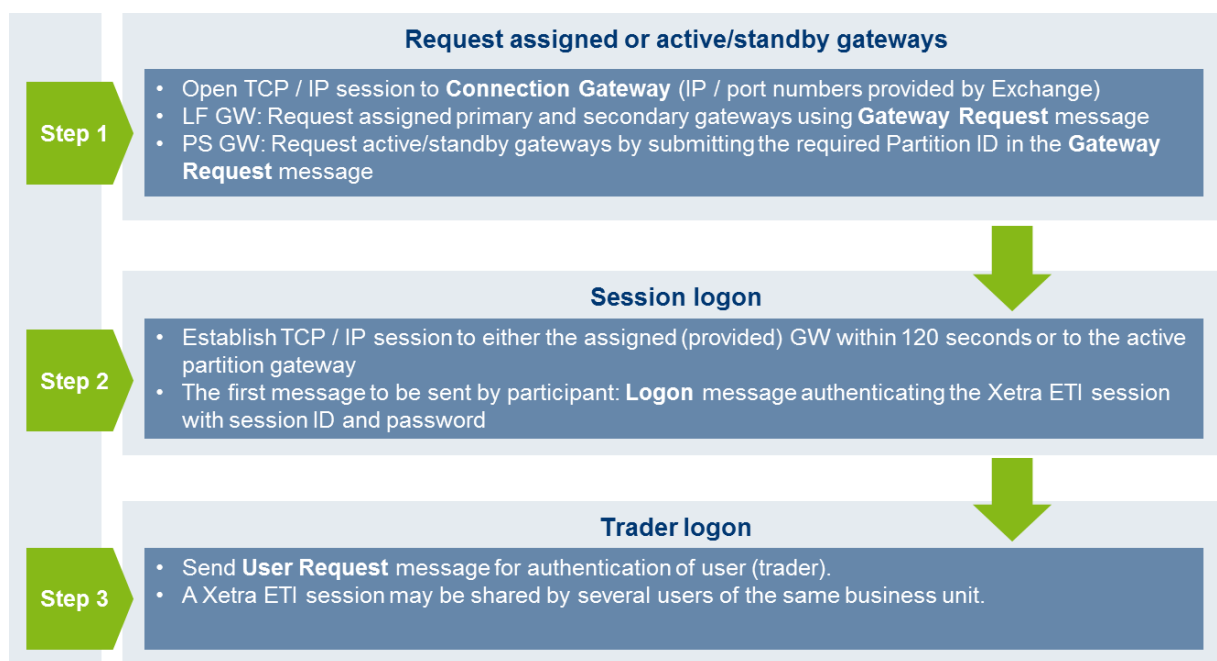 Request assigned or active/standby gateways
Step 1
• Open TCP / IP session to Connection Gateway (IP / port numbers provided by Exchange)
• LF GW: Request assigned primary and secondary gateways using Gateway Request message
• PS GW: Request active/standby gateways by submitting the required Partition ID in the Gateway
Request message
Session logon
Step 2
• Establish TCP / IP session to either the assigned (provided) GW within 120 seconds or to the active
partition gateway
• The first message to be sent by participant: Logon message authenticating the Xetra ETI session
with session ID and password
Trader logon
Step 3
• Send User Request message for authentication of user (trader).
• A Xetra ETI session may be shared by several users of the same business unit.